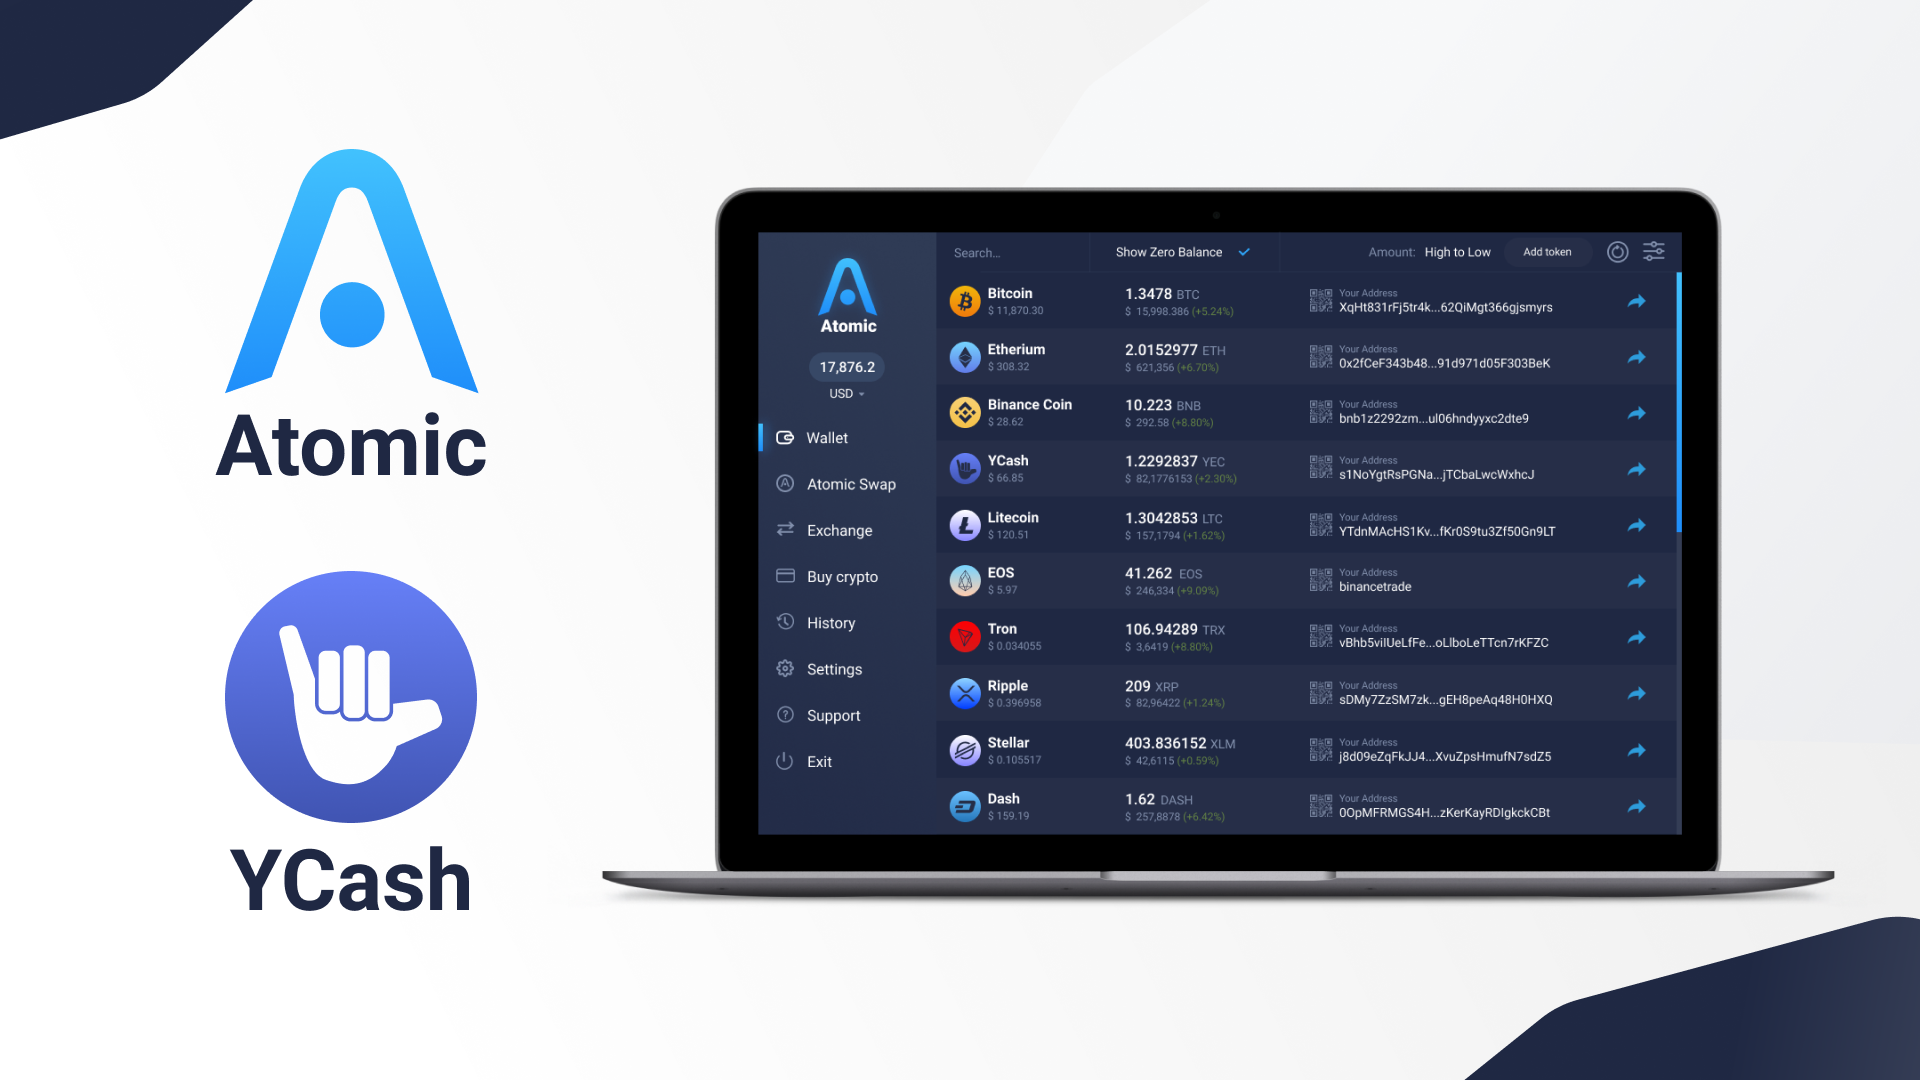 Atomic
YCash
Atomic
17,876.2
USD
Wallet
Atomic Swap
Exchange
Buy crypto
History
Settings
Support
Exit
Search...
Show Zero Balance
Amount: High to Low
Add token
Bitcoin
$ 11,870.30
1.3478 BTC
$ 15,998.386 (+5.24%)
Your Address
XqHt831rFj5tr4k...62QiMgt366gjsmyrs
Etherium
$ 308.32
2.0152977 ETH
$ 621,356 (+6.70%)
Your Address
0x2fCeF343b48...91d971d05F303BeK
Binance Coin
$ 28.62
10.223 BNB
$ 292.58 (+8.80%)
Your Address
bnb1z2292zm...ul06hndyyxc2dte9
YCash
$ 66.85
1.2292837 YEC
$ 82,1776153 (+2.30%)
Your Address
s1NoYgtRsPGNa...jTCbaLwcWxhcJ
Litecoin
$ 120.51
1.3042853 LTC
$ 157,1794 (+1.62%)
Your Address
YTdnMAcHS1Kv...fKr0S9tu3Zf50Gn9LT
EOS
$ 5.97
41.262 EOS
$ 246,334 (+9.09%)
Your Address
binancetrade
Tron
$ 0.034055
106.94289 TRX
$ 3,6419 (+8.80%)
Your Address
vBhb5vilUeLfFe...oLlboLeTTcn7rKFZC
Ripple
$ 0.396958
209 XRP
$ 82,96422 (+1.24%)
Your Address
sDMy7ZzSM7zk...gEH8peAq48H0HXQ
Stellar
$ 0.105517
403.836152 XLM
$ 42,6115 (+0.59%)
Your Address
j8d09eZqFkJJ4...XvuZpsHmufN7sdZ5
Dash
$ 159.19
1.62 DASH
$ 257,8878 (+6.42%)
Your Address
0OpMFRMGS4H...zKerKayRDIgkckCBt